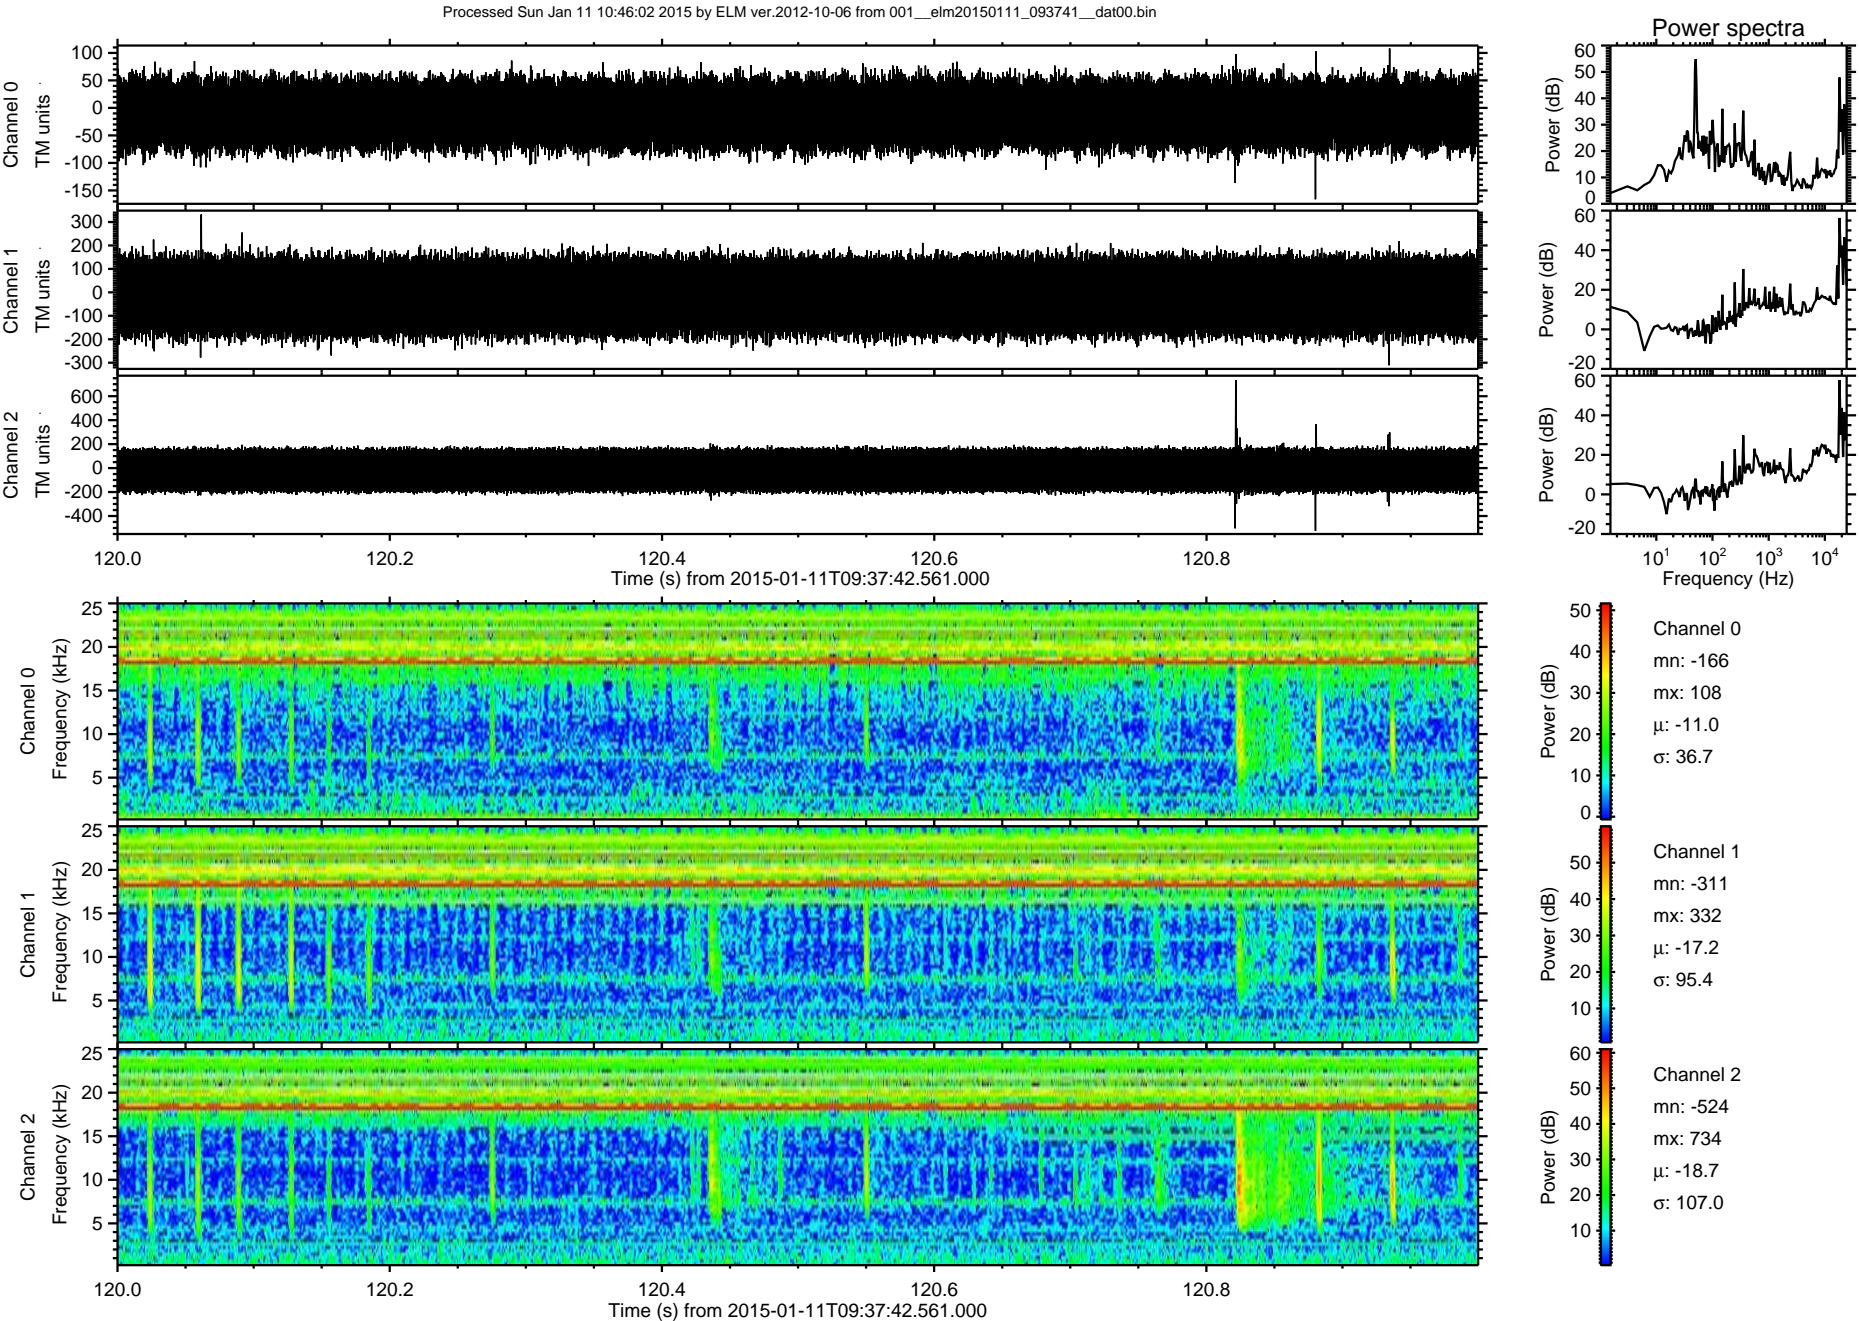 Processed Sun Jan 11 10:46:02 2015 by ELM ver.2012-10-06 from 001__elm20150111_093741__dat00.bin
Power spectra
Channel 0
TM units
100
50
0
-50
-100
-150
Power (dB)
60
50
40
30
20
10
0
Channel 1
TM units
300
200
100
0
-100
-200
-300
Power (dB)
60
40
20
0
-20
Channel 2
TM units
600
400
200
0
-200
-400
Power (dB)
60
40
20
0
-20
120.0 120.2 120.4 120.6 120.8
Time (s) from 2015-01-11T09:37:42.561.000
10¹ 10² 10³ 10⁴
Frequency (Hz)
Channel 0
Frequency (kHz)
25
20
15
10
5
Power (dB)
50
40
30
20
10
0
Channel 0
mn: -166
mx: 108
μ: -11.0
σ: 36.7
Channel 1
Frequency (kHz)
25
20
15
10
5
Power (dB)
50
40
30
20
10
Channel 1
mn: -311
mx: 332
μ: -17.2
σ: 95.4
Channel 2
Frequency (kHz)
25
20
15
10
5
Power (dB)
60
50
40
30
20
10
Channel 2
mn: -524
mx: 734
μ: -18.7
σ: 107.0
120.0 120.2 120.4 120.6 120.8
Time (s) from 2015-01-11T09:37:42.561.000